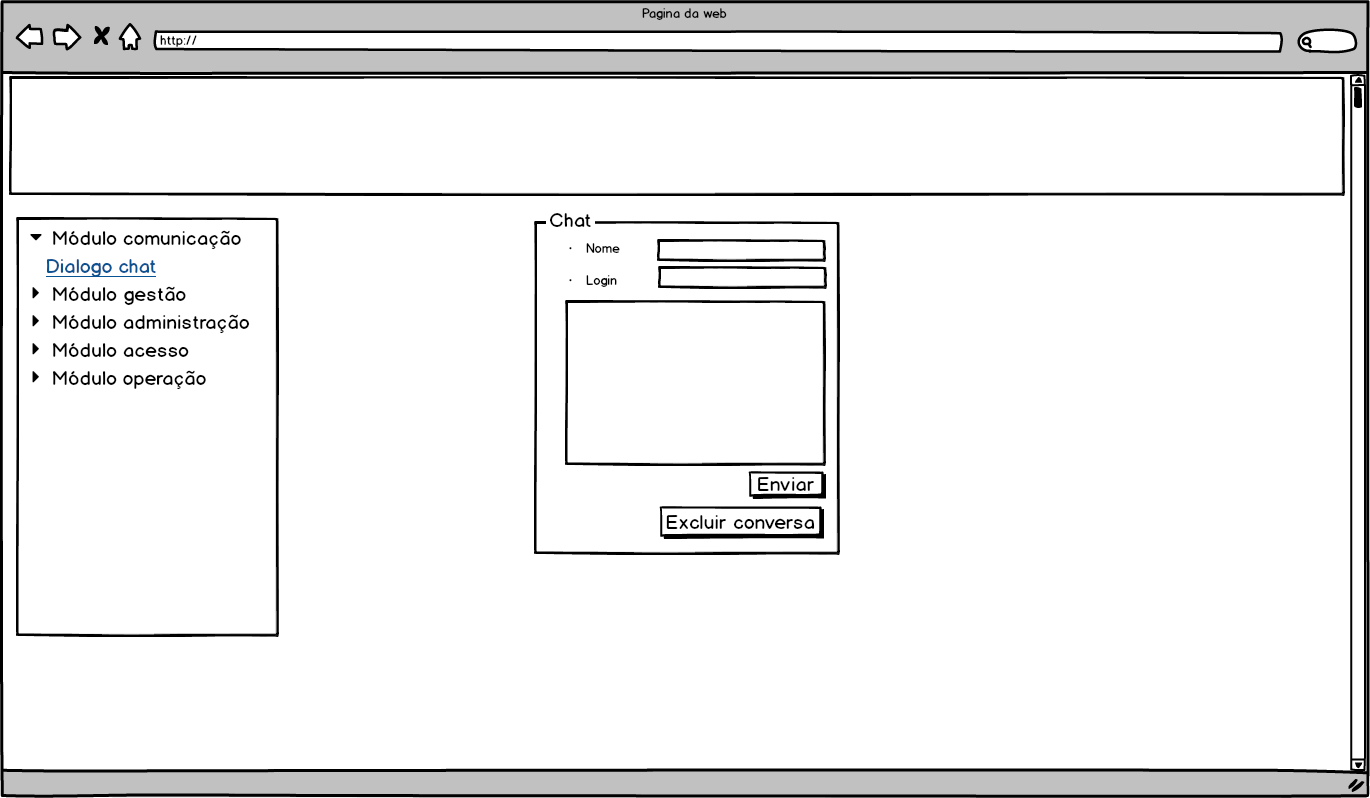 Pagina da web
http://
Módulo comunicação
Dialogo chat
Módulo gestão
Módulo administração
Módulo acesso
Módulo operação
Chat
Nome
Login
Enviar
Excluir conversa